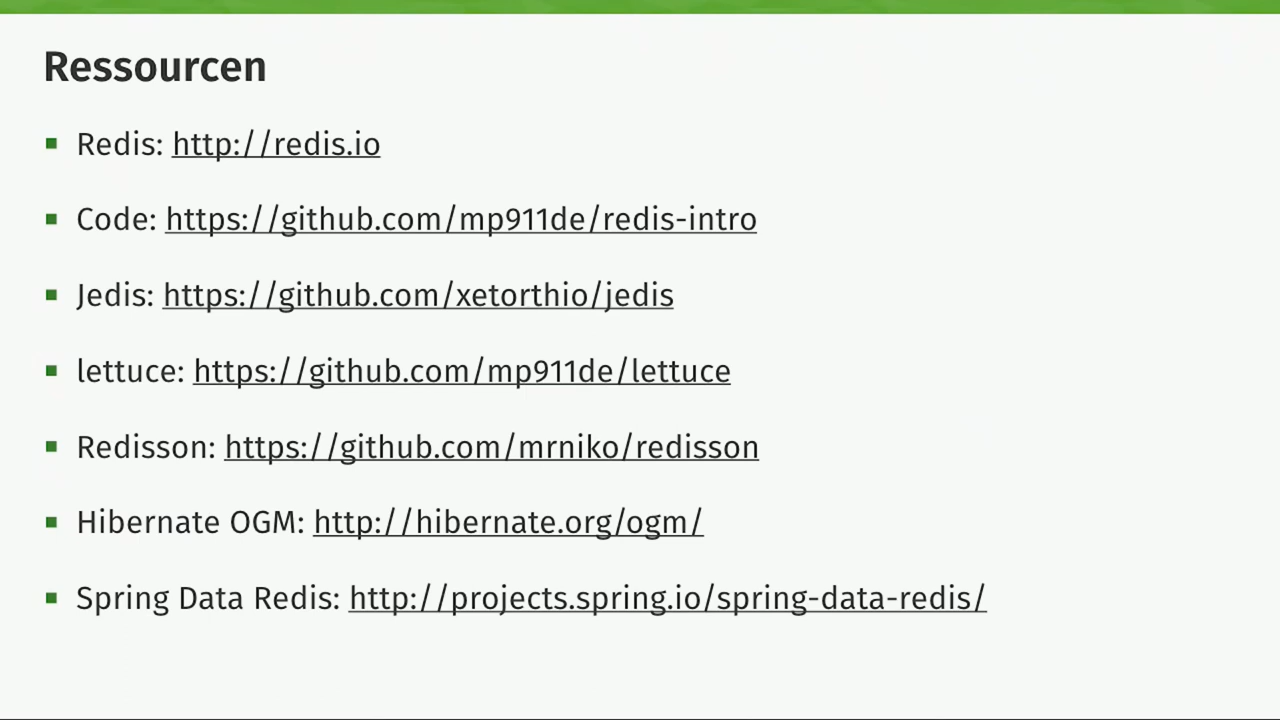 Ressourcen
Redis: http://redis.io
Code: https://github.com/mp911de/redis-intro
Jedis: https://github.com/xetorthio/jedis
lettuce: https://github.com/mp911de/lettuce
Redisson: https://github.com/mrniko/redisson
Hibernate OGM: http://hibernate.org/ogm/
Spring Data Redis: http://projects.spring.io/spring-data-redis/